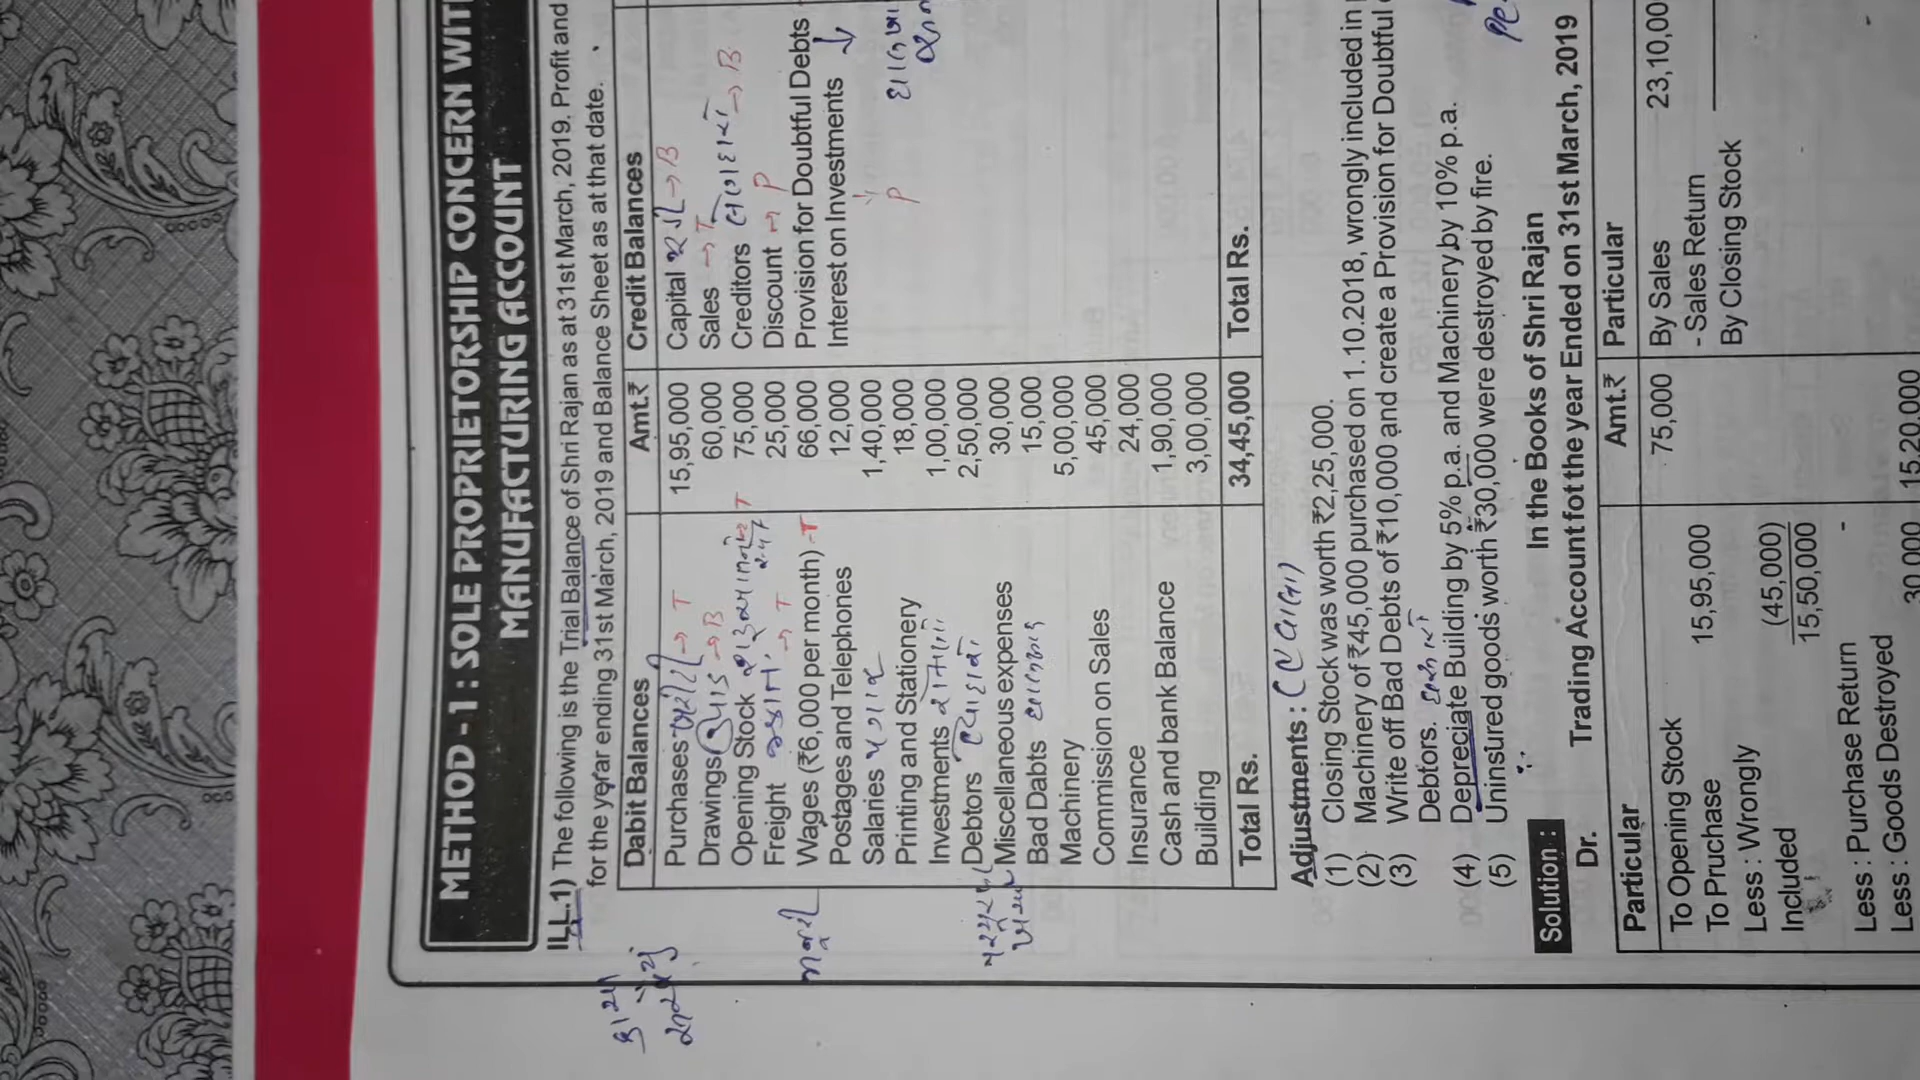 METHOD - 1 : SOLE PROPRIETORSHIP CONCERN WIT
MANUFACTURING ACCOUNT
ILL.1) The following is the Trial Balance of Shri Rajan as at 31st March, 2019. Profit and
for the year ending 31st March, 2019 and Balance Sheet as at that date.
Dabit Balances Amt.₹ Credit Balances
Purchases → T 15,95,000 Capital → B
Drawings → B 60,000 Sales → T
Opening Stock T 75,000 Creditors → B
Freight → T 25,000 Discount → P
Wages (₹6,000 per month) - T 66,000 Provision for Doubtful Debts
Postages and Telephones 12,000 Interest on Investments
Salaries પગાર 1,40,000 P
Printing and Stationery 18,000
Investments 1,00,000
Debtors 2,50,000
Miscellaneous expenses 30,000
Bad Dabts 15,000
Machinery 5,00,000
Commission on Sales 45,000
Insurance 24,000
Cash and bank Balance 1,90,000
Building 3,00,000
Total Rs. 34,45,000 Total Rs.
Adjustments :
(1) Closing Stock was worth ₹2,25,000.
(2) Machinery of ₹45,000 purchased on 1.10.2018, wrongly included in
(3) Write off Bad Debts of ₹10,000 and create a Provision for Doubtful
Debtors.
(4) Depreciate Building by 5% p.a. and Machinery by 10% p.a.
(5) Uninsured goods worth ₹30,000 were destroyed by fire.
Solution : In the Books of Shri Rajan
Dr. Trading Account fot the year Ended on 31st March, 2019
Particular Amt.₹ Particular
To Opening Stock 75,000 By Sales 23,10,00
To Pruchase 15,95,000 - Sales Return
Less : Wrongly By Closing Stock
Included (45,000)
15,50,000
Less : Purchase Return -
Less : Goods Destroyed 30,000 15,20,000